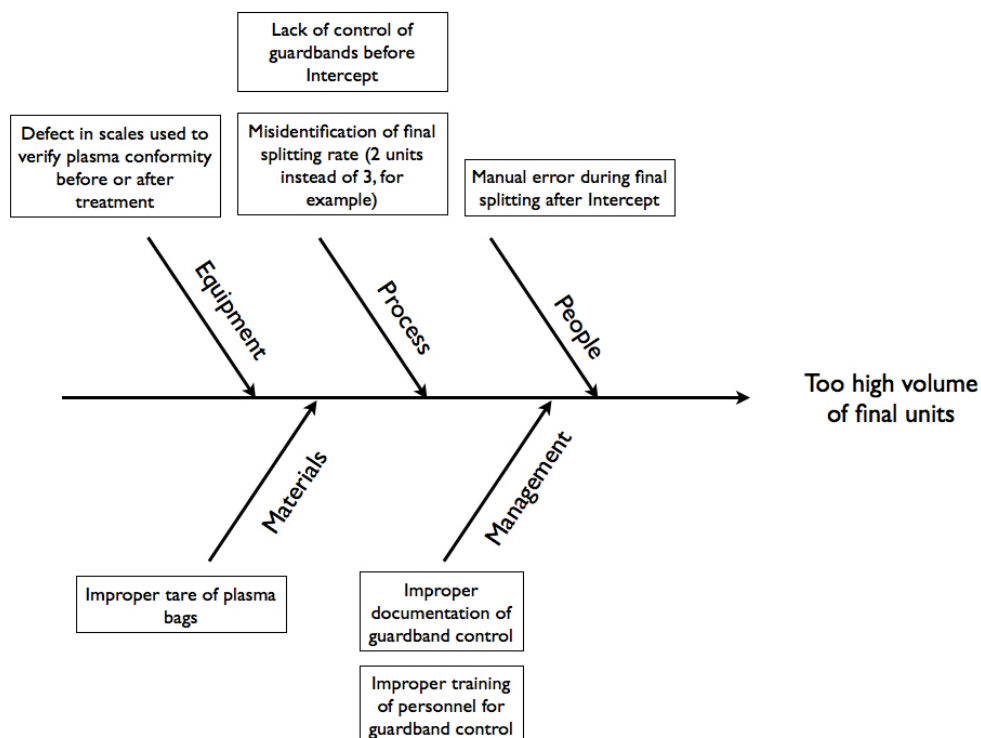 Lack of control of
guardbands before
Intercept
Defect in scales used to
verify plasma conformity
before or after
treatment
Misidentification of final
splitting rate (2 units
instead of 3, for
example)
Manual error during final
splitting after Intercept
Equipment
Process
People
Too high volume
of final units
Materials
Management
Improper tare of plasma
bags
Improper
documentation of
guardband control
Improper training
of personnel for
guardband control